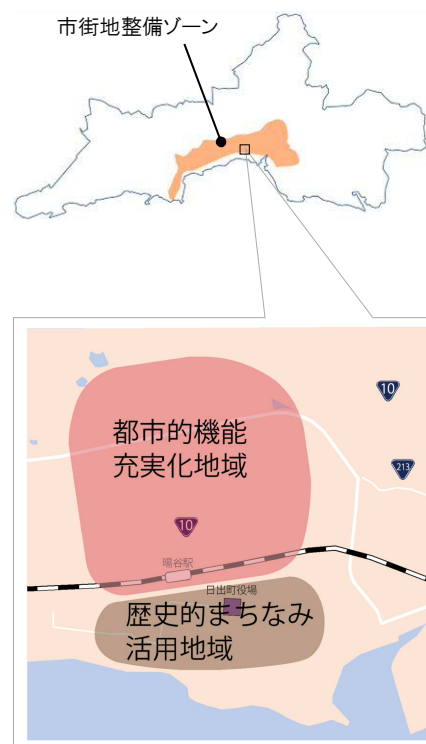 市街地整備ゾーン
10
都市的機能
充実化地域
213
10
暘谷駅
日出町役場
歴史的まちなみ
活用地域